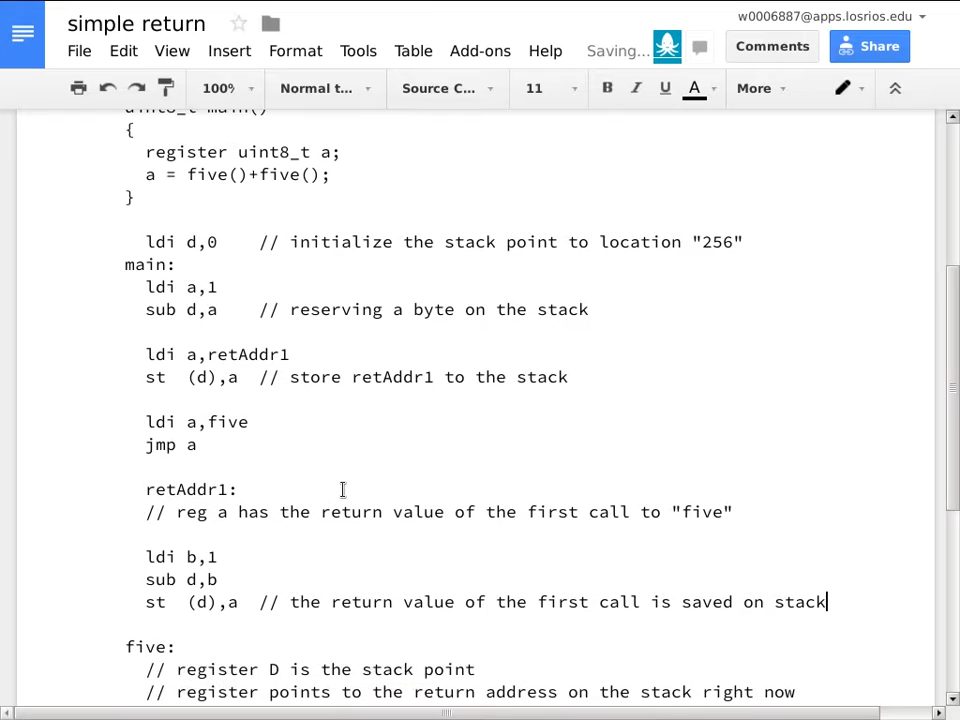 simple return
w0006887@apps.losrios.edu
File Edit View Insert Format Tools Table Add-ons Help Saving...
Comments
Share
100% Normal t... Source C... 11 B I U A More
uint8_t main()
{
  register uint8_t a;
  a = five()+five();
}
  ldi d,0    // initialize the stack point to location "256"
main:
  ldi a,1
  sub d,a    // reserving a byte on the stack
  ldi a,retAddr1
  st  (d),a  // store retAddr1 to the stack
  ldi a,five
  jmp a
  retAddr1:
  // reg a has the return value of the first call to "five"
  ldi b,1
  sub d,b
  st  (d),a  // the return value of the first call is saved on stack
five:
  // register D is the stack point
  // register points to the return address on the stack right now